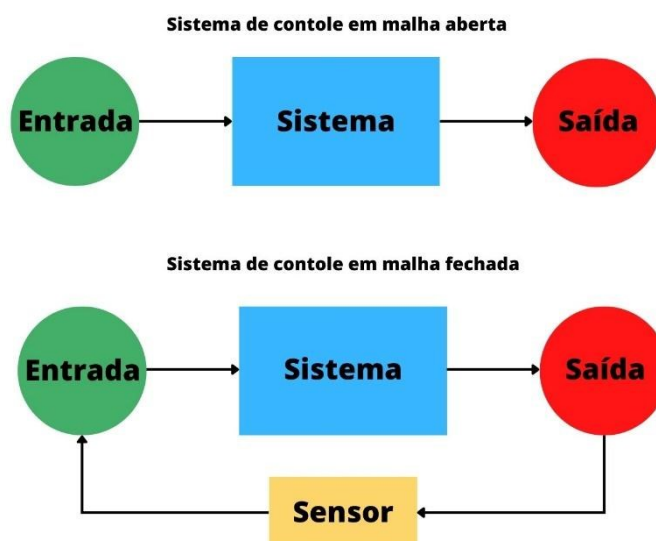 Sistema de contole em malha aberta
Entrada
Sistema
Saída
Sistema de contole em malha fechada
Entrada
Sistema
Saída
Sensor